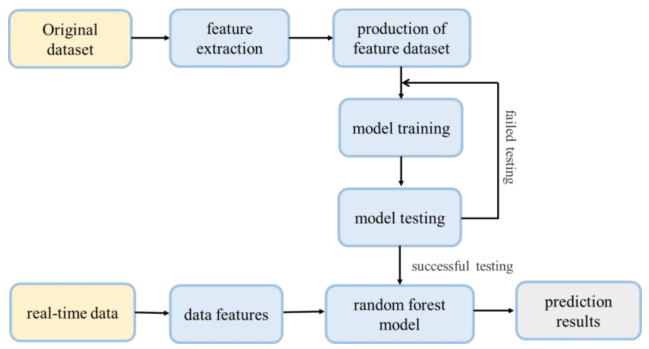 Original
dataset
feature
extraction
production of
feature dataset
model training
failed testing
model testing
successful testing
real-time data
data features
random forest
model
prediction
results